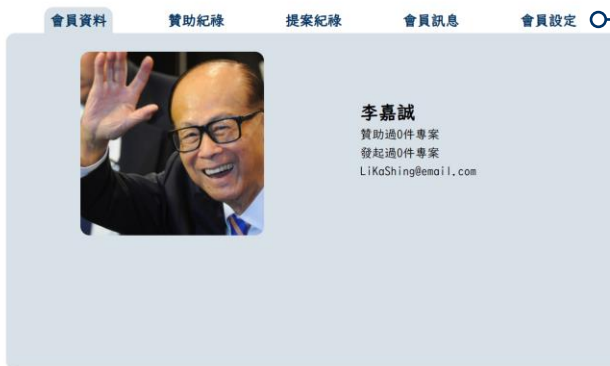 會員資料 贊助紀祿 提案紀祿 會員訊息 會員設定
李嘉誠
贊助過0件專案
發起過0件專案
LiKaShing@email.com